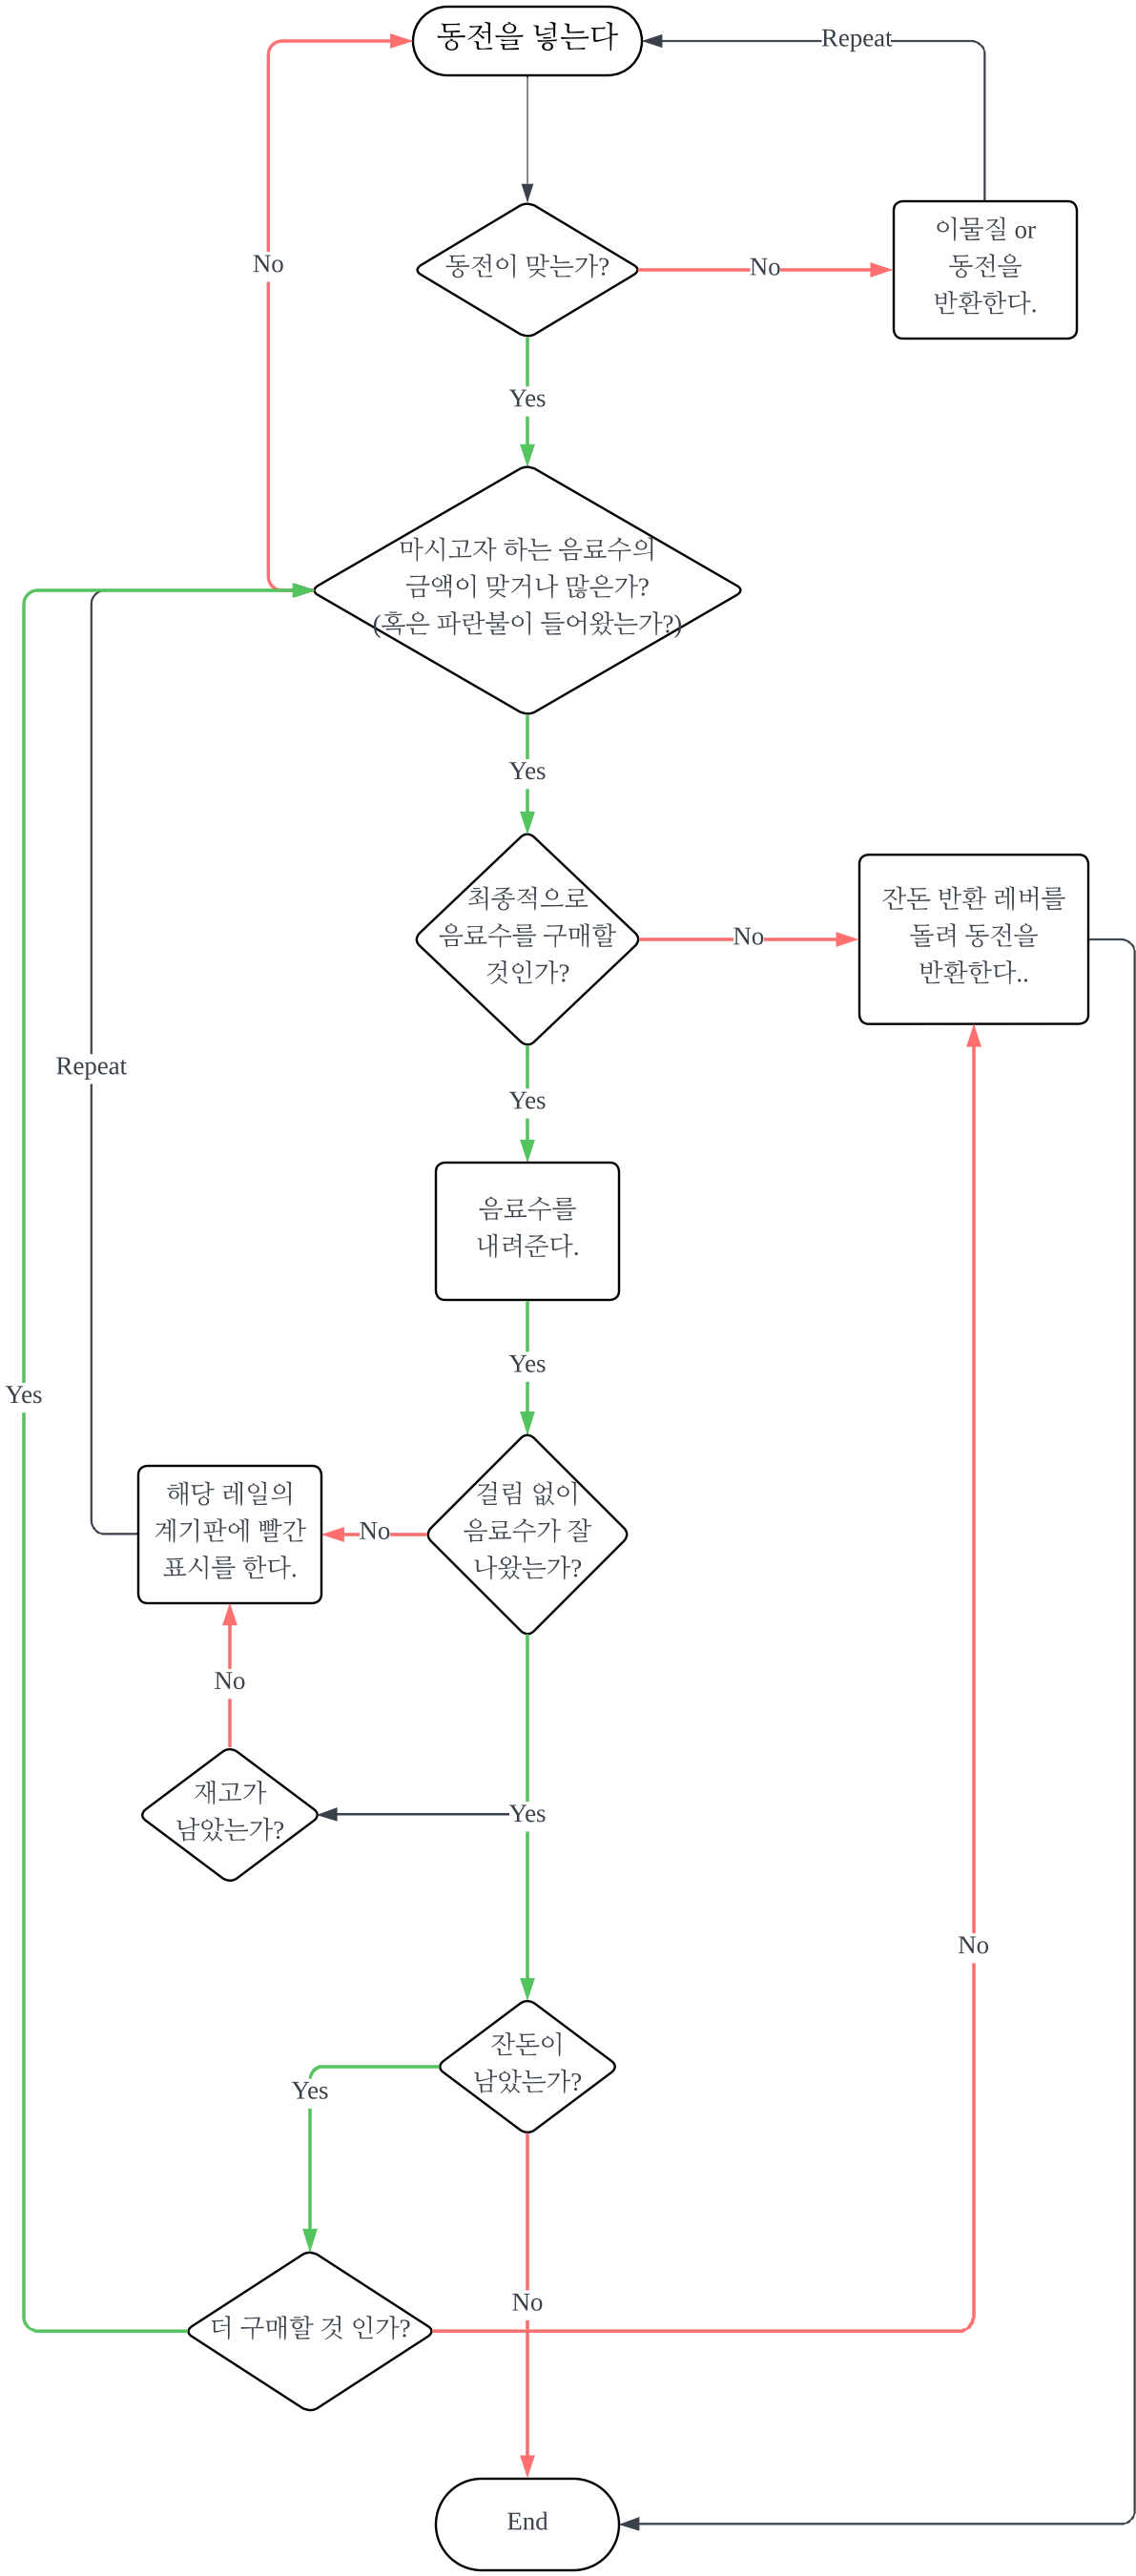 동전을 넣는다
Repeat
이물질 or
동전을
반환한다.
No
동전이 맞는가?
No
Yes
마시고자 하는 음료수의
금액이 맞거나 많은가?
(혹은 파란불이 들어왔는가?)
Yes
최종적으로
음료수를 구매할
것인가?
No
잔돈 반환 레버를
돌려 동전을
반환한다..
Repeat
Yes
음료수를
내려준다.
Yes
Yes
해당 레일의
계기판에 빨간
표시를 한다.
No
걸림 없이
음료수가 잘
나왔는가?
No
재고가
남았는가?
Yes
No
잔돈이
남았는가?
Yes
No
더 구매할 것 인가?
End